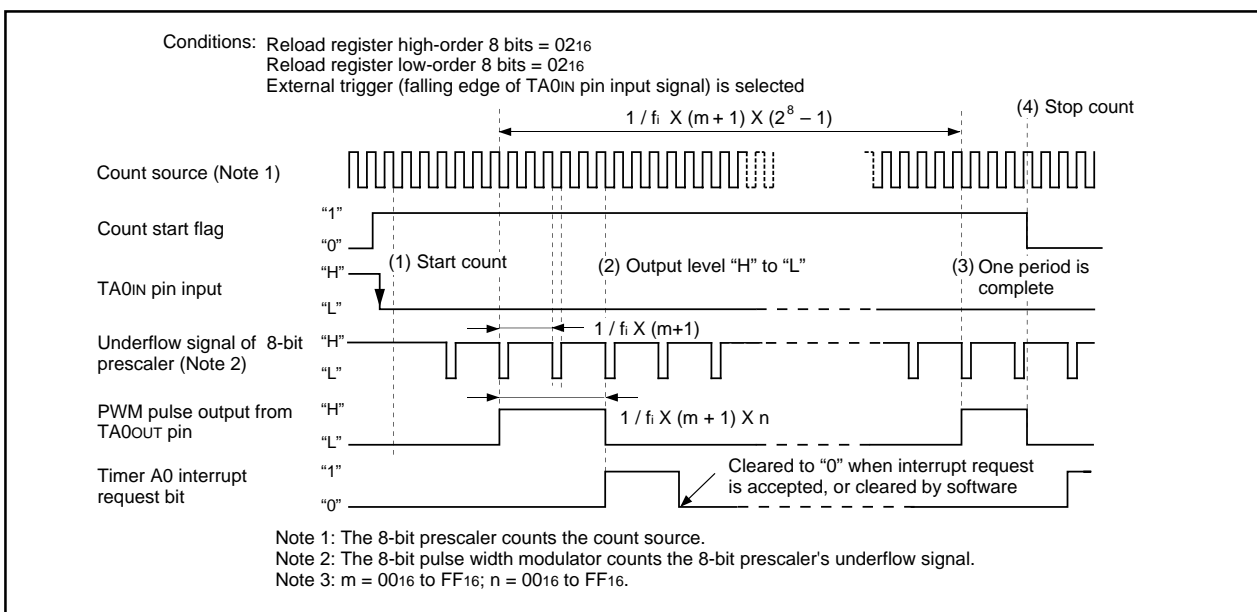 Conditions: Reload register high-order 8 bits = 0216
Reload register low-order 8 bits = 0216
External trigger (falling edge of TA0IN pin input signal) is selected
(4) Stop count
1 / fi X (m + 1) X (2⁸ – 1)
Count source (Note 1)
“1”
Count start flag
“0”
(1) Start count
(2) Output level “H” to “L”
(3) One period is
complete
“H”
TA0IN pin input
“L”
1 / fi X (m+1)
Underflow signal of 8-bit
prescaler (Note 2)
“H”
“L”
PWM pulse output from
TA0OUT pin
“H”
“L”
1 / fi X (m + 1) X n
Timer A0 interrupt
request bit
“1”
“0”
Cleared to “0” when interrupt request
is accepted, or cleared by software
Note 1: The 8-bit prescaler counts the count source.
Note 2: The 8-bit pulse width modulator counts the 8-bit prescaler's underflow signal.
Note 3: m = 0016 to FF16; n = 0016 to FF16.